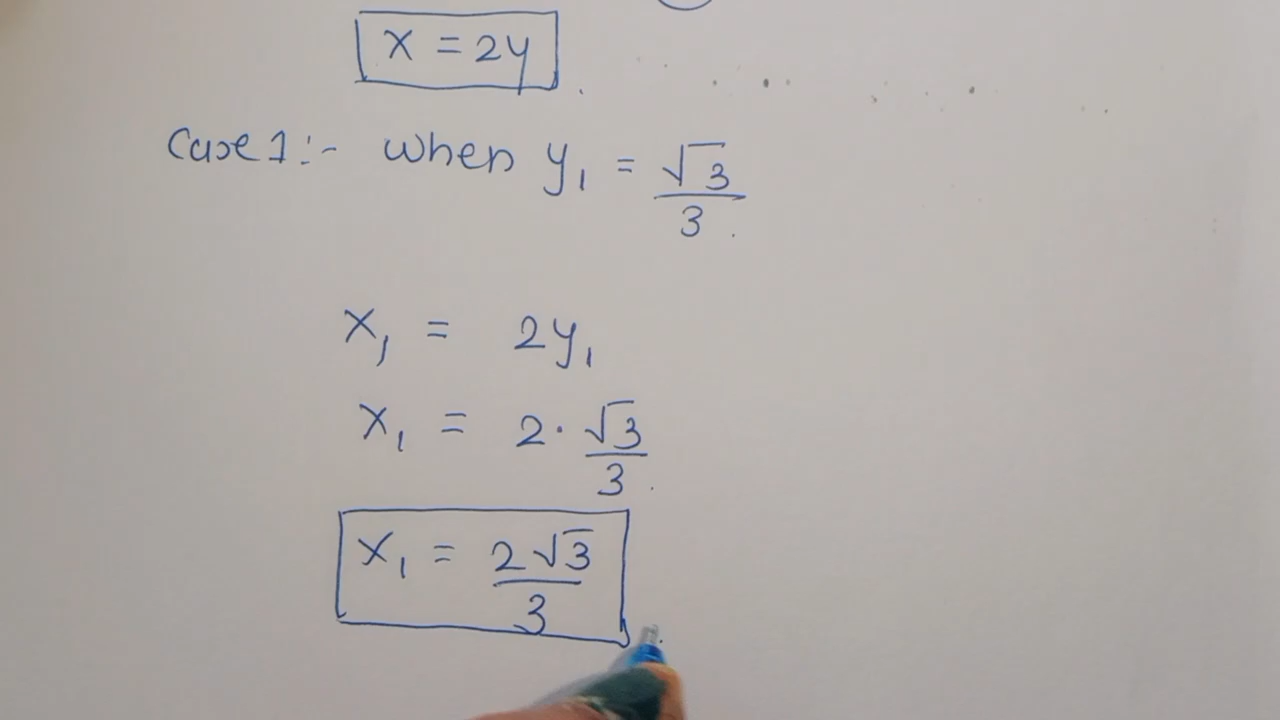 x = 2y
Case 1:- when y₁ = √3/3
x₁ = 2y₁
x₁ = 2 · √3/3
x₁ = 2√3/3